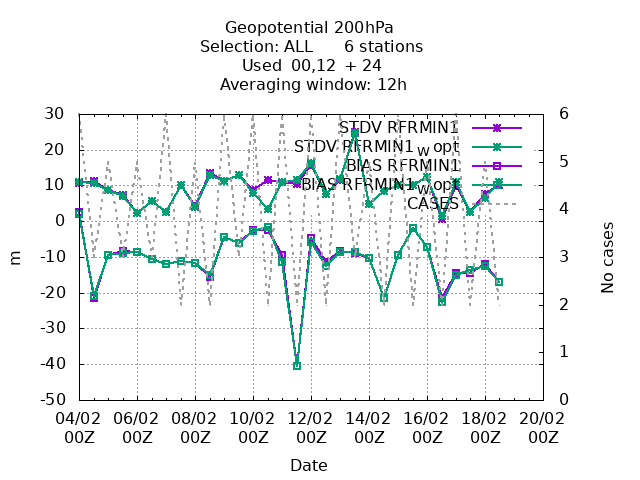 Geopotential 200hPa
Selection: ALL 6 stations
Used 00,12 + 24
Averaging window: 12h
30
20
10
0
-10
-20
-30
-40
-50
m
6
5
4
3
2
1
0
No cases
STDV RFRMIN1
STDV RFRMIN1_w_opt
BIAS RFRMIN1
BIAS RFRMIN1_w_opt
CASES
04/02 06/02 08/02 10/02 12/02 14/02 16/02 18/02 20/02
00Z 00Z 00Z 00Z 00Z 00Z 00Z 00Z 00Z
Date